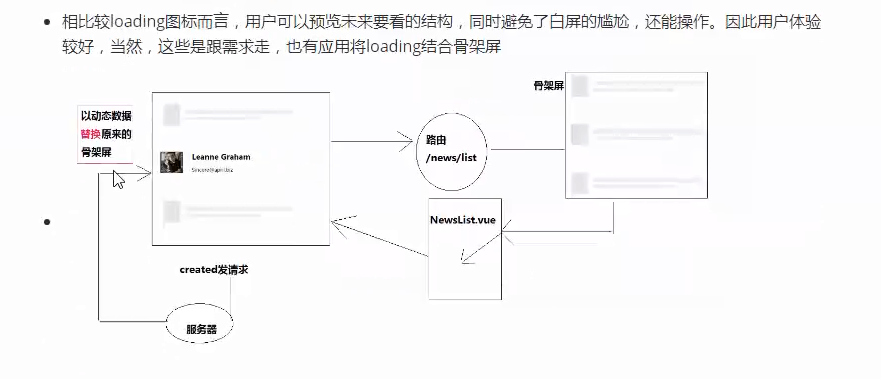 相比较loading图标而言，用户可以预览未来要看的结构，同时避免了白屏的尴尬，还能操作。因此用户体验
较好，当然，这些是跟需求走，也有应用将loading结合骨架屏
骨架屏
以动态数据
替换原来的
骨架屏
路由
/news/list
Leanne Graham
Sincere@april.biz
NewsList.vue
created发请求
服务器